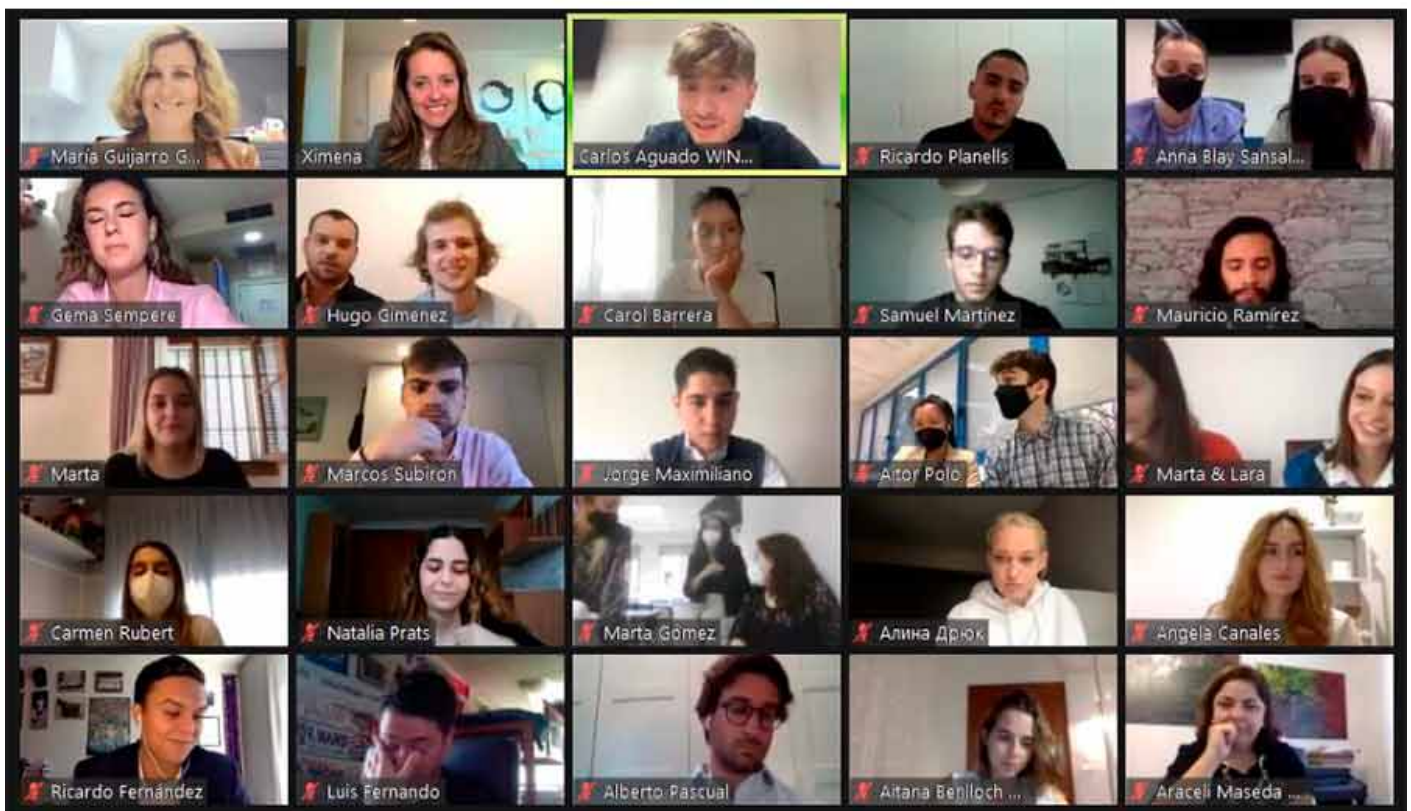 María Guijarro G...
Ximena
Carlos Aguado WIN...
Ricardo Planells
Anna Blay Sansal...
Gema Sempere
Hugo Gimenez
Carol Barrera
Samuel Martínez
Mauricio Ramírez
Marta
Marcos Subiron
Jorge Maximiliano
Aitor Polo
Marta & Lara
Carmen Rubert
Natalia Prats
Marta Gómez
Алина Дрюк
Angela Canales
Ricardo Fernández
Luis Fernando
Alberto Pascual
Aitana Benlloch ...
Araceli Maseda ...